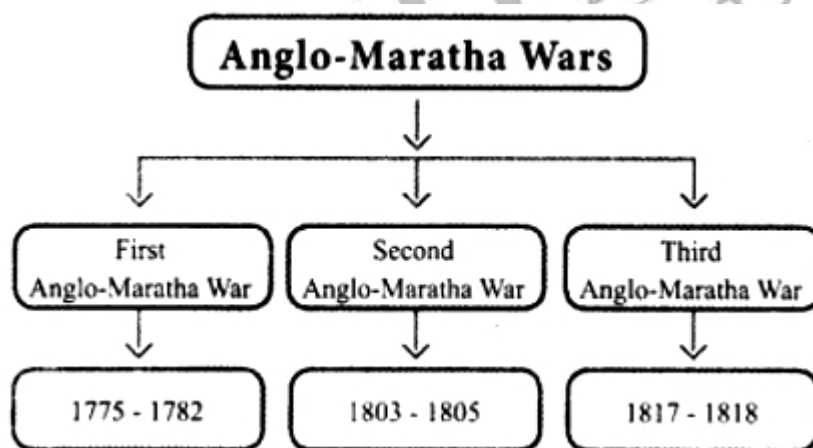 Anglo-Maratha Wars
First
Anglo-Maratha War
Second
Anglo-Maratha War
Third
Anglo-Maratha War
1775 - 1782
1803 - 1805
1817 - 1818